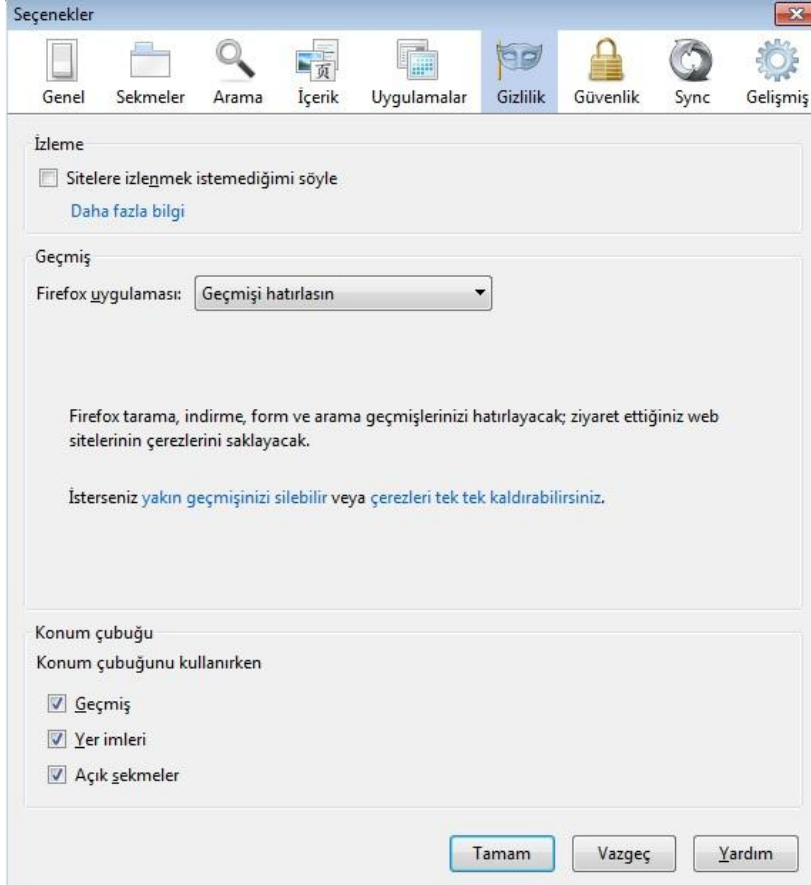 Seçenekler
Genel Sekmeler Arama İçerik Uygulamalar Gizlilik Güvenlik Sync Gelişmiş
İzleme
Sitelere izlenmek istemediğimi söyle
Daha fazla bilgi
Geçmiş
Firefox uygulaması: Geçmişi hatırlasın
Firefox tarama, indirme, form ve arama geçmişlerinizi hatırlayacak; ziyaret ettiğiniz web
sitelerinin çerezlerini saklayacak.
İsterseniz yakın geçmişinizi silebilir veya çerezleri tek tek kaldırabilirsiniz.
Konum çubuğu
Konum çubuğunu kullanırken
Geçmiş
Yer imleri
Açık sekmeler
Tamam Vazgeç Yardım